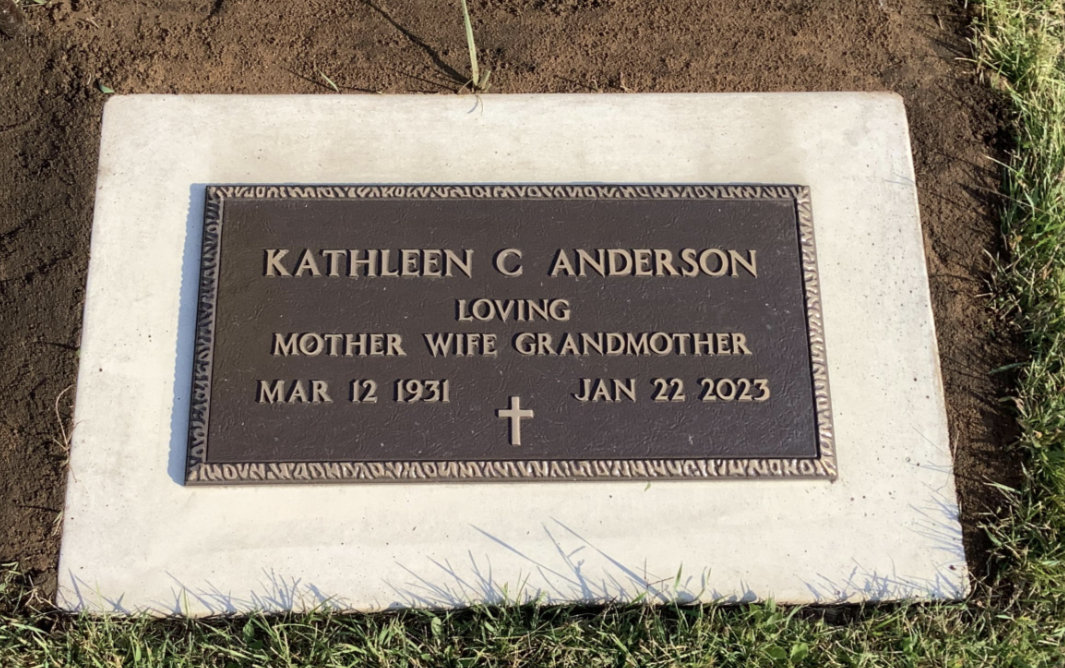 KATHLEEN C ANDERSON
LOVING
MOTHER WIFE GRANDMOTHER
MAR 12 1931 JAN 22 2023